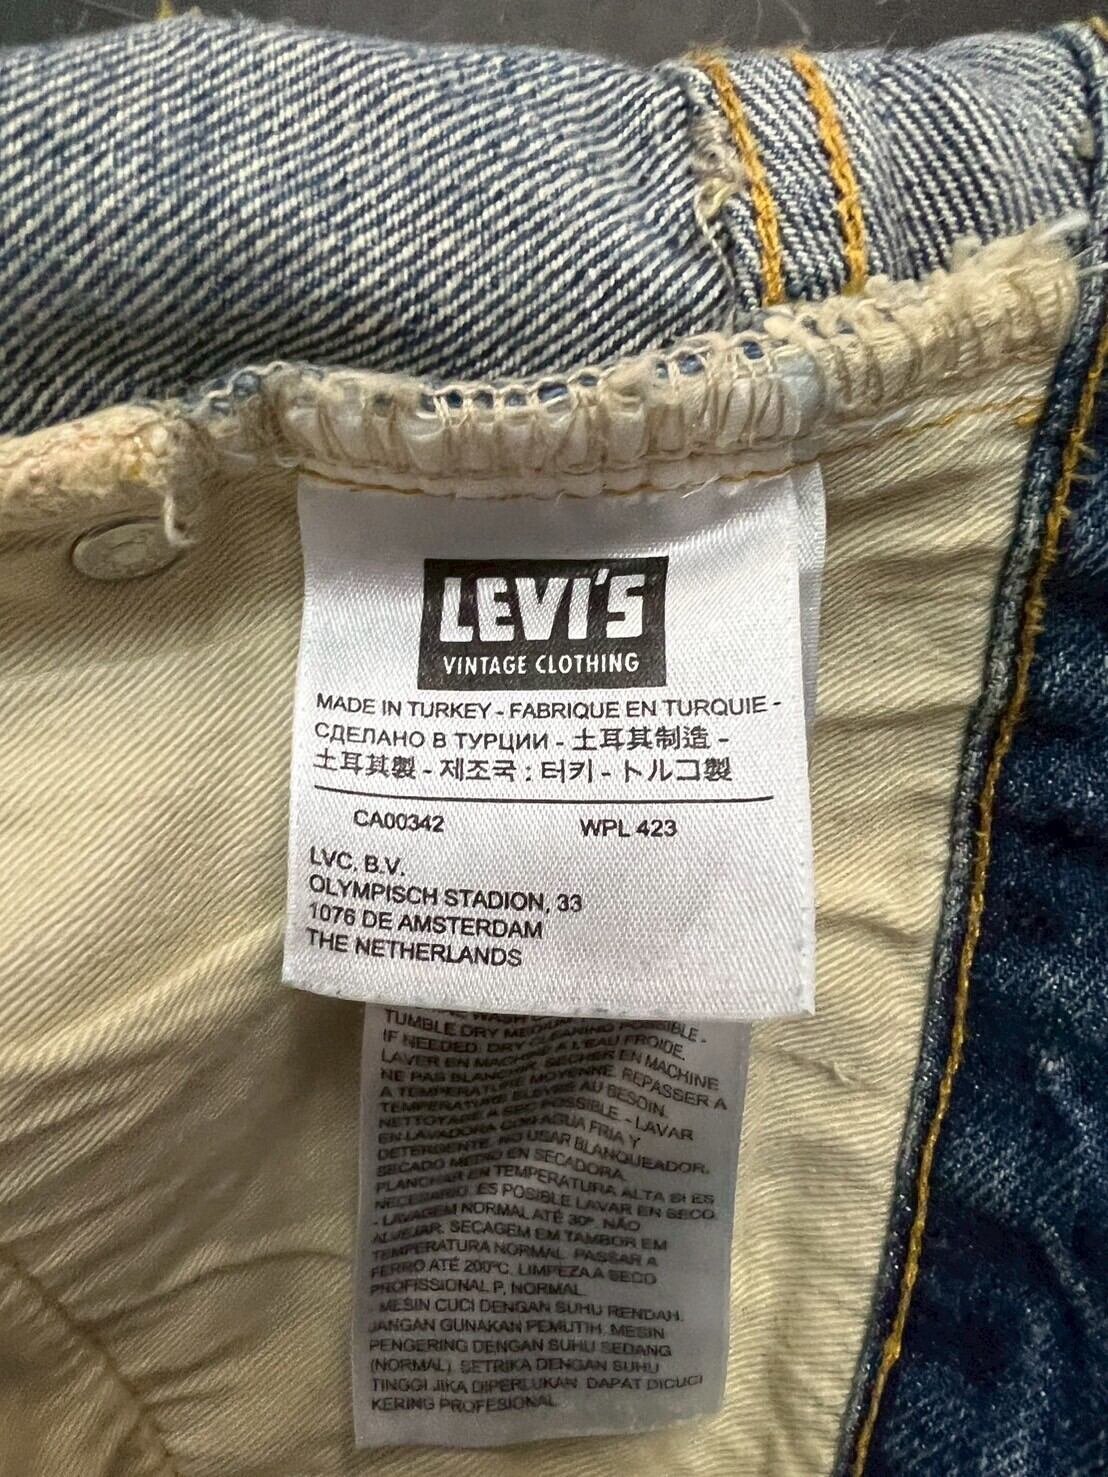 LEVI'S
VINTAGE CLOTHING
MADE IN TURKEY - FABRIQUE EN TURQUIE -
СДЕЛАНО В ТУРЦИИ - 土耳其制造 -
土耳其製 - 제조국 : 터키 - トルコ製
CA00342 WPL 423
LVC, B.V.
OLYMPISCH STADION, 33
1076 DE AMSTERDAM
THE NETHERLANDS
WASH
TUMBLE DRY MEDIUM POSSIBLE -
IF NEEDED. DRY CLEANING
LAVER EN MACHINE A L'EAU FROIDE.
NE PAS BLANCHIR. SECHER EN MACHINE
A TEMPERATURE MOYENNE. REPASSER A
TEMPERATURE ELEVEE AU BESOIN.
NETTOYAGE A SEC POSSIBLE. - LAVAR
EN LAVADORA CON AGUA FRIA Y
DETERGENTE. NO USAR BLANQUEADOR.
SECADO MEDIO EN SECADORA.
PLANCHAR EN TEMPERATURA ALTA SI ES
NECESARIO. ES POSIBLE LAVAR EN SECO.
- LAVAGEM NORMAL ATÉ 30º. NÃO
ALVEJAR. SECAGEM EM TAMBOR EM
TEMPERATURA NORMAL. PASSAR A
FERRO ATÉ 200ºC. LIMPEZA A SECO
PROFISSIONAL P, NORMAL.
- MESIN CUCI DENGAN SUHU RENDAH.
JANGAN GUNAKAN PEMUTIH. MESIN
PENGERING DENGAN SUHU SEDANG
(NORMAL). SETRIKA DENGAN SUHU
TINGGI JIKA DIPERLUKAN. DAPAT DICUCI
KERING PROFESIONAL